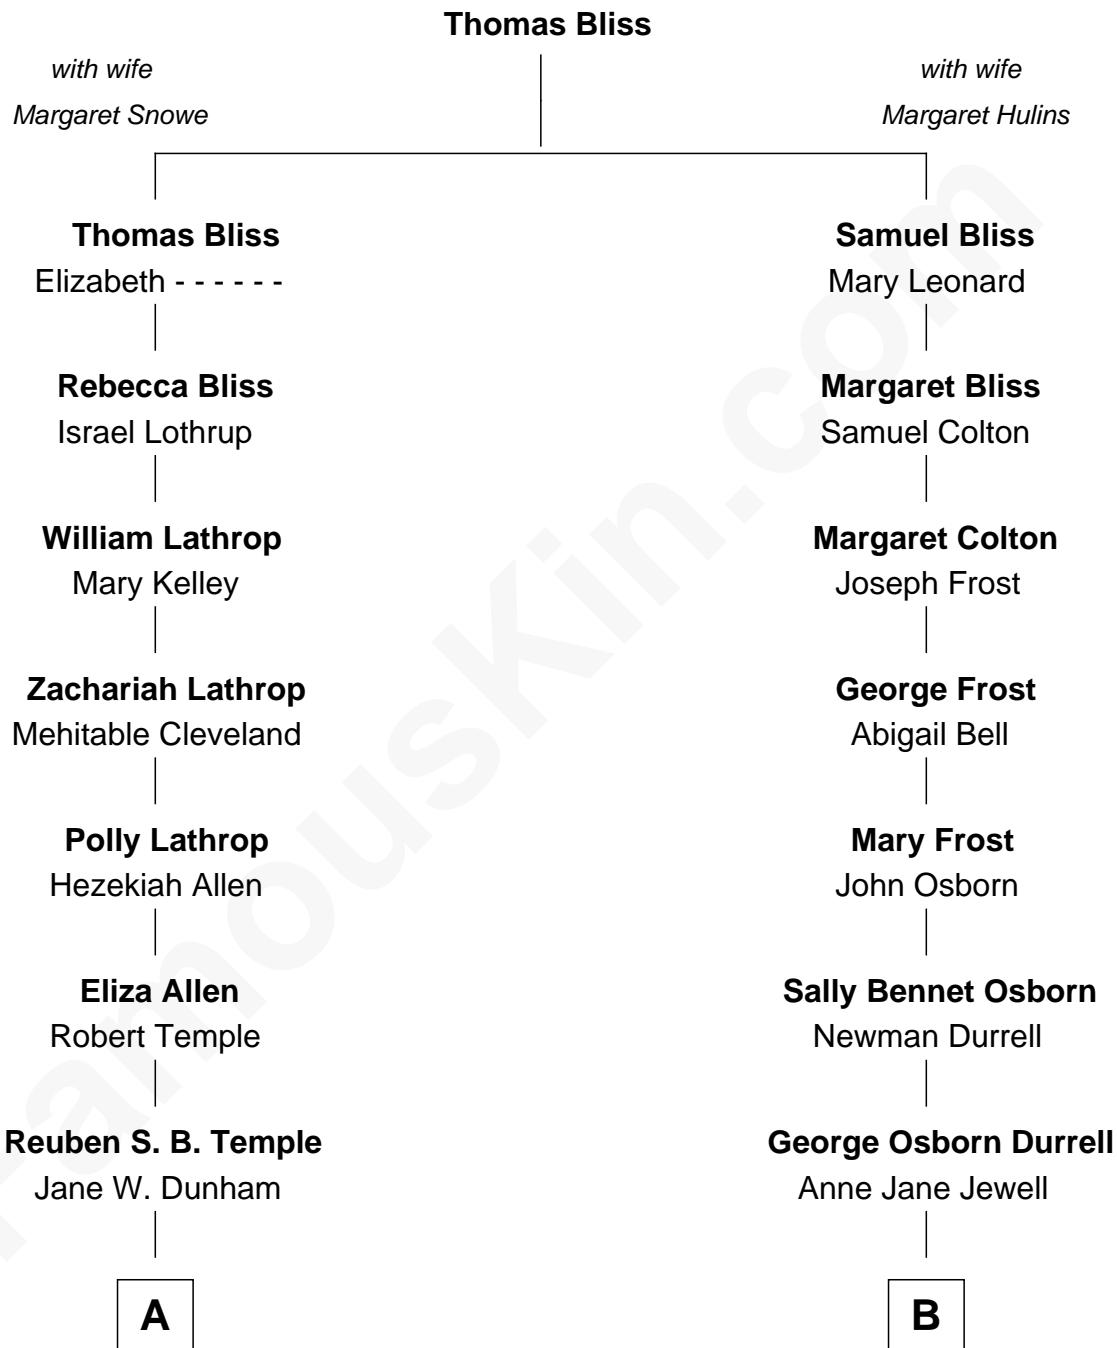 Thomas Bliss
with wife
Margaret Snowe
with wife
Margaret Hulins
Thomas Bliss
Elizabeth - - - - - -
Samuel Bliss
Mary Leonard
Rebecca Bliss
Israel Lothrup
Margaret Bliss
Samuel Colton
William Lathrop
Mary Kelley
Margaret Colton
Joseph Frost
Zachariah Lathrop
Mehitable Cleveland
George Frost
Abigail Bell
Polly Lathrop
Hezekiah Allen
Mary Frost
John Osborn
Eliza Allen
Robert Temple
Sally Bennet Osborn
Newman Durrell
Reuben S. B. Temple
Jane W. Dunham
George Osborn Durrell
Anne Jane Jewell
A
B
FamousKin.com